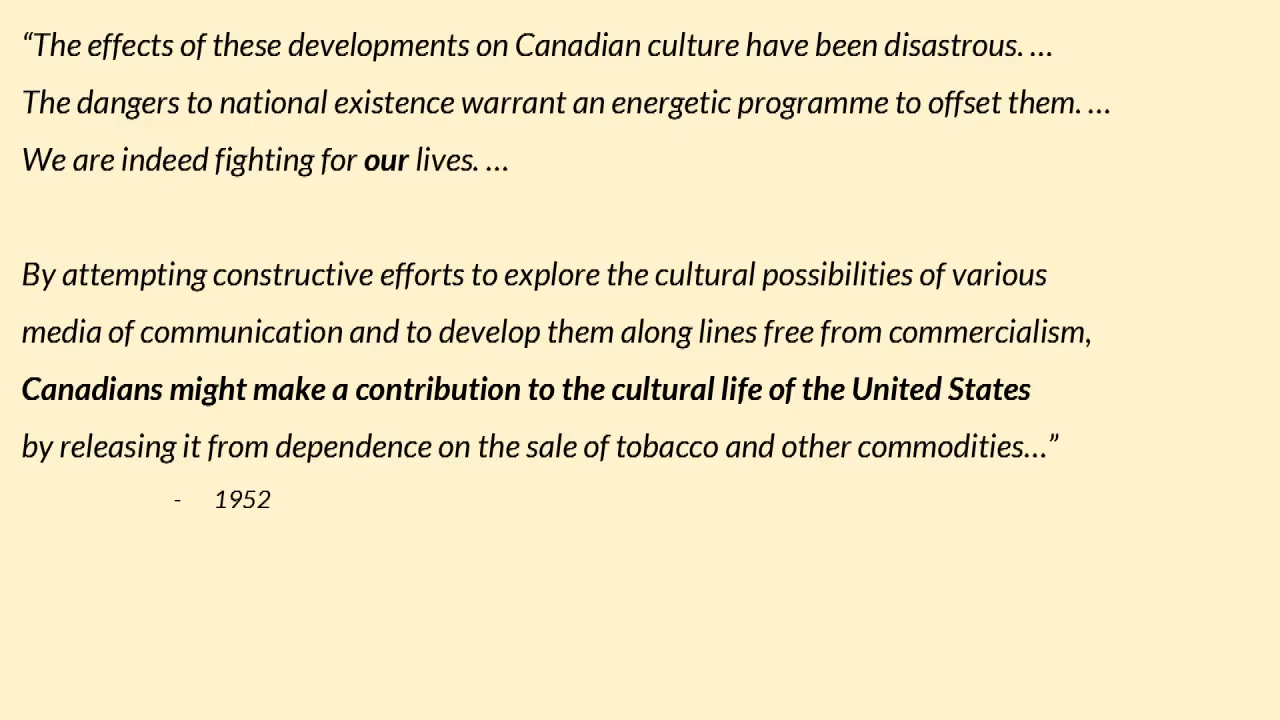 “The effects of these developments on Canadian culture have been disastrous. …
The dangers to national existence warrant an energetic programme to offset them. …
We are indeed fighting for our lives. …
By attempting constructive efforts to explore the cultural possibilities of various
media of communication and to develop them along lines free from commercialism,
Canadians might make a contribution to the cultural life of the United States
by releasing it from dependence on the sale of tobacco and other commodities…”
- 1952